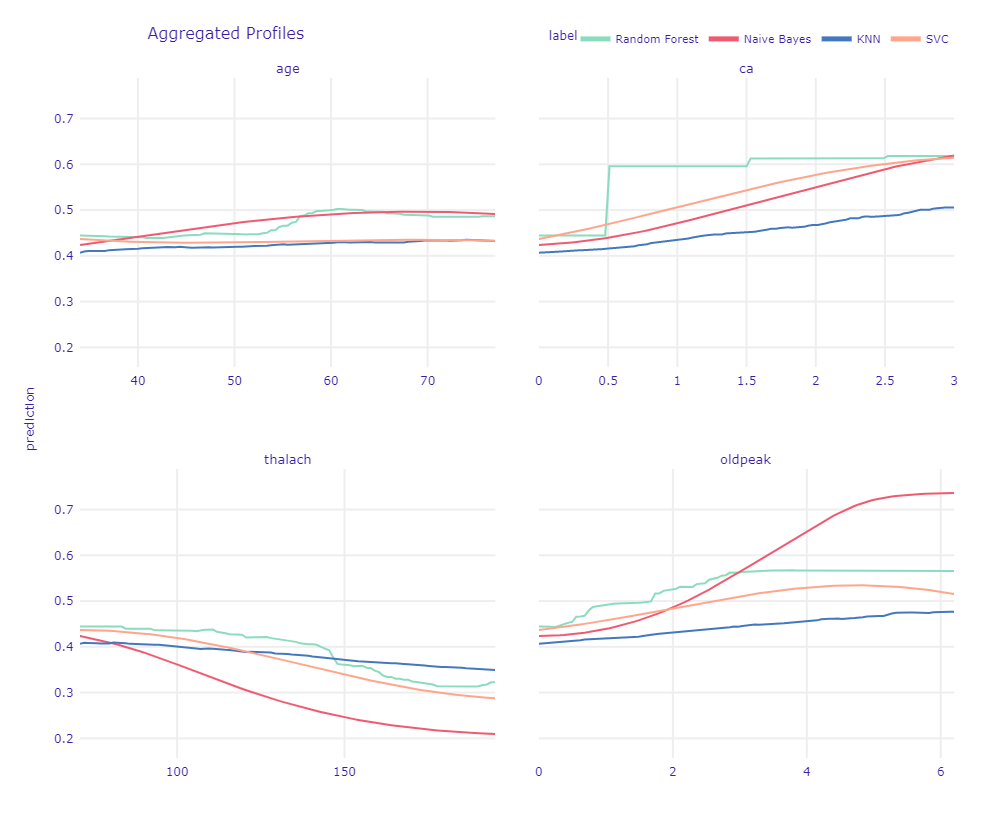 Aggregated Profiles
label Random Forest Naive Bayes KNN SVC
age
ca
0.7
0.6
0.5
0.4
0.3
0.2
40 50 60 70
0 0.5 1 1.5 2 2.5 3
prediction
thalach
oldpeak
0.7
0.6
0.5
0.4
0.3
0.2
100 150
0 2 4 6